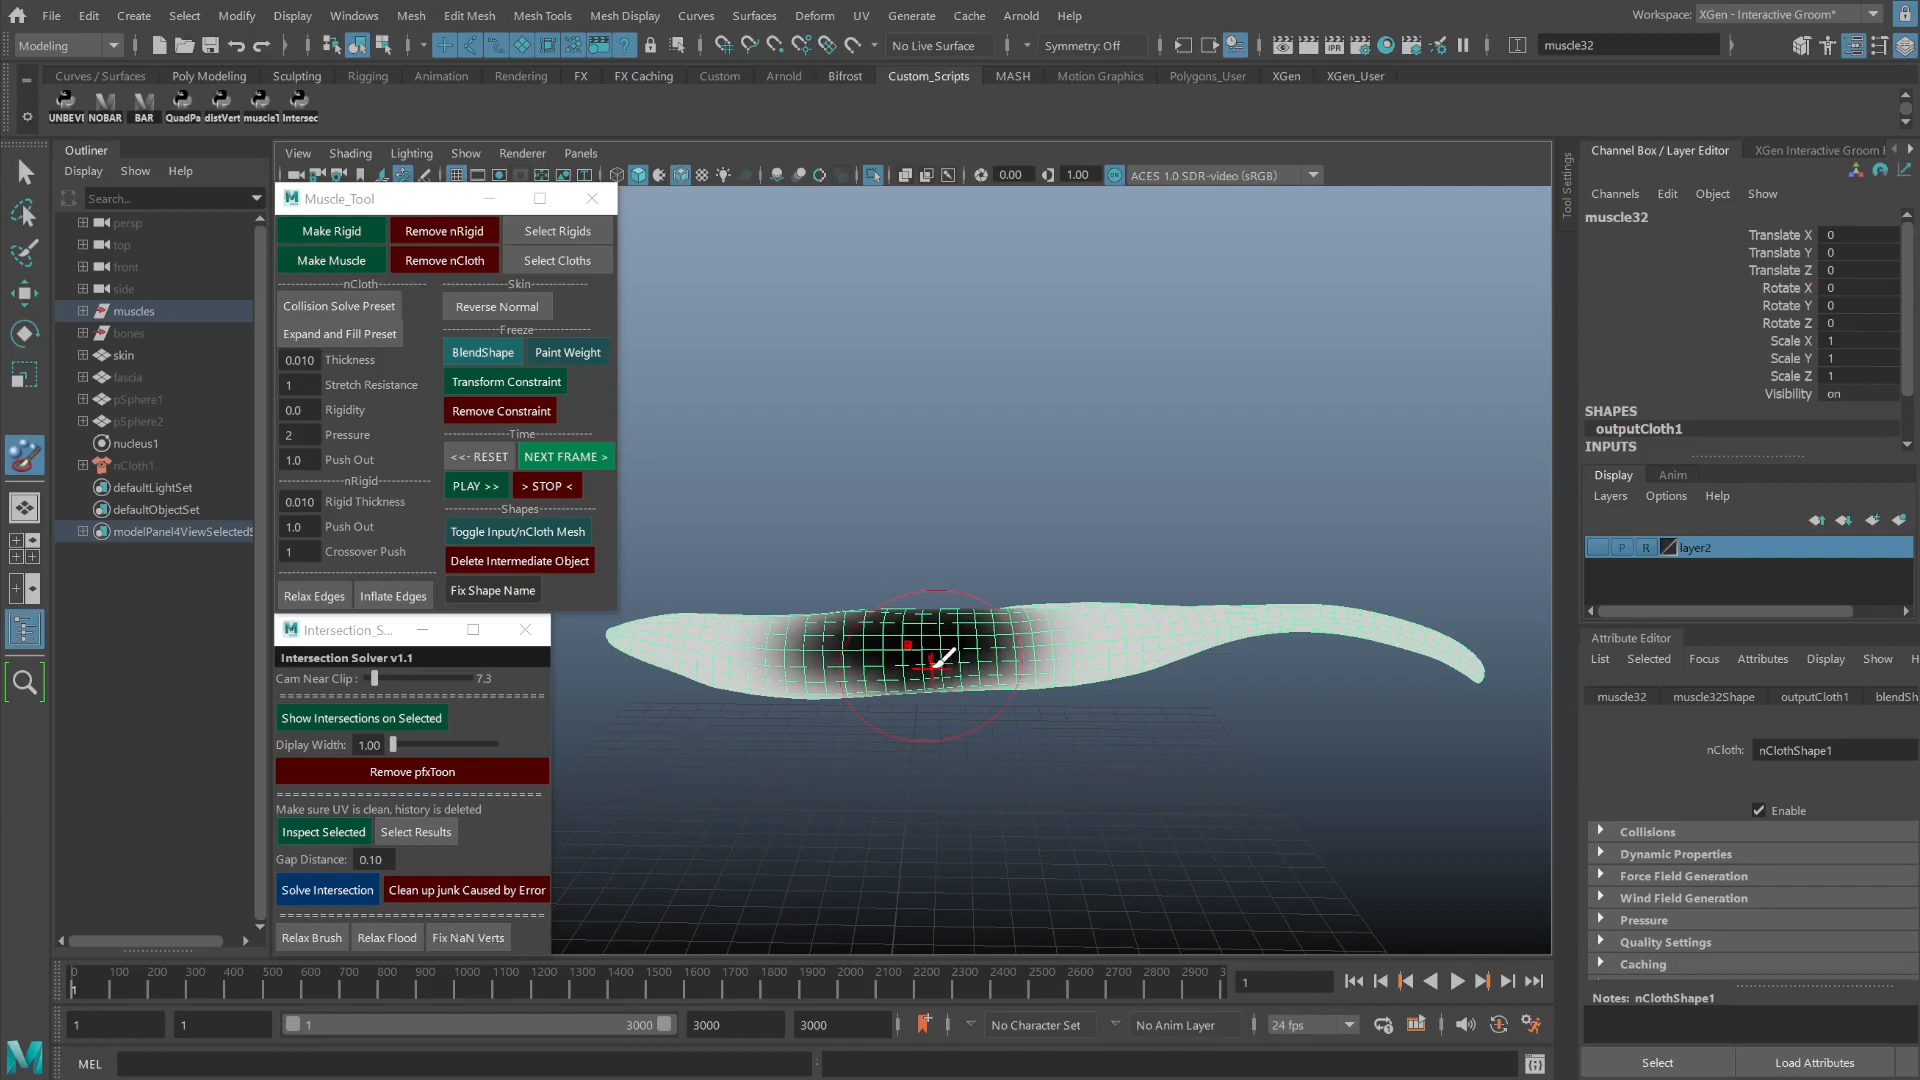 File Edit Create Select Modify Display Windows Mesh Edit Mesh Mesh Tools Mesh Display Curves Surfaces Deform UV Generate Cache Arnold Help
Workspace: XGen - Interactive Groom*
Modeling
No Live Surface
Symmetry: Off
muscle32
Curves / Surfaces Poly Modeling Sculpting Rigging Animation Rendering FX FX Caching Custom Arnold Bifrost Custom_Scripts MASH Motion Graphics Polygons_User XGen XGen_User
UNBEVI NOBAR BAR QuadPa distVert muscleT Intersec
Outliner
Display Show Help
Search...
persp
top
front
side
muscles
bones
skin
fascia
pSphere1
pSphere2
nucleus1
nCloth1
defaultLightSet
defaultObjectSet
modelPanel4ViewSelectedS
View Shading Lighting Show Renderer Panels
0.00
1.00
ACES 1.0 SDR-video (sRGB)
Muscle_Tool
Make Rigid Remove nRigid Select Rigids
Make Muscle Remove nCloth Select Cloths
nCloth
Skin
Collision Solve Preset
Reverse Normal
Freeze
Expand and Fill Preset
BlendShape Paint Weight
0.010 Thickness
1 Stretch Resistance
Transform Constraint
0.0 Rigidity
Remove Constraint
2 Pressure
Time
1.0 Push Out
<<- RESET NEXT FRAME >
nRigid
PLAY >> > STOP <
0.010 Rigid Thickness
Shapes
1.0 Push Out
Toggle Input/nCloth Mesh
1 Crossover Push
Delete Intermediate Object
Fix Shape Name
Relax Edges Inflate Edges
Intersection_S...
Intersection Solver v1.1
Cam Near Clip : 7.3
Show Intersections on Selected
Diplay Width: 1.00
Remove pfxToon
Make sure UV is clean, history is deleted
Inspect Selected Select Results
Gap Distance: 0.10
Solve Intersection Clean up junk Caused by Error
Relax Brush Relax Flood Fix NaN Verts
Tool Settings
Channel Box / Layer Editor XGen Interactive Groom E
Channels Edit Object Show
muscle32
Translate X 0
Translate Y 0
Translate Z 0
Rotate X 0
Rotate Y 0
Rotate Z 0
Scale X 1
Scale Y 1
Scale Z 1
Visibility on
SHAPES
outputCloth1
INPUTS
Display Anim
Layers Options Help
P R layer2
Attribute Editor
List Selected Focus Attributes Display Show H
muscle32 muscle32Shape outputCloth1 blendSh
nCloth: nClothShape1
Enable
Collisions
Dynamic Properties
Force Field Generation
Wind Field Generation
Pressure
Quality Settings
Caching
Notes: nClothShape1
Select Load Attributes
0 100 200 300 400 500 600 700 800 900 1000 1100 1200 1300 1400 1500 1600 1700 1800 1900 2000 2100 2200 2300 2400 2500 2600 2700 2800 2900 3
1
1
1 1 1 3000 3000 3000
No Character Set
No Anim Layer
24 fps
MEL